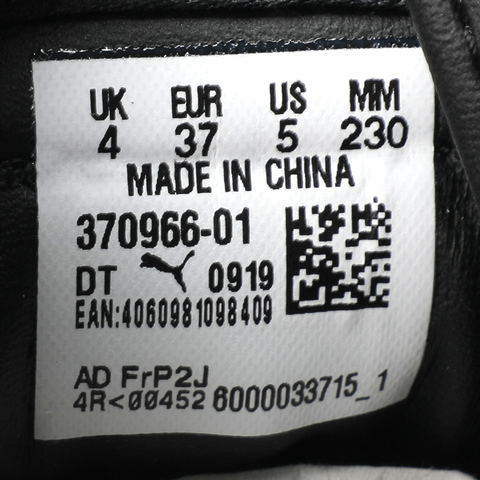 UK EUR US MM
4 37 5 230
MADE IN CHINA
370966-01
DT 0919
EAN:4060981098409
AD FrP2J
4R<00452 6000033715_1